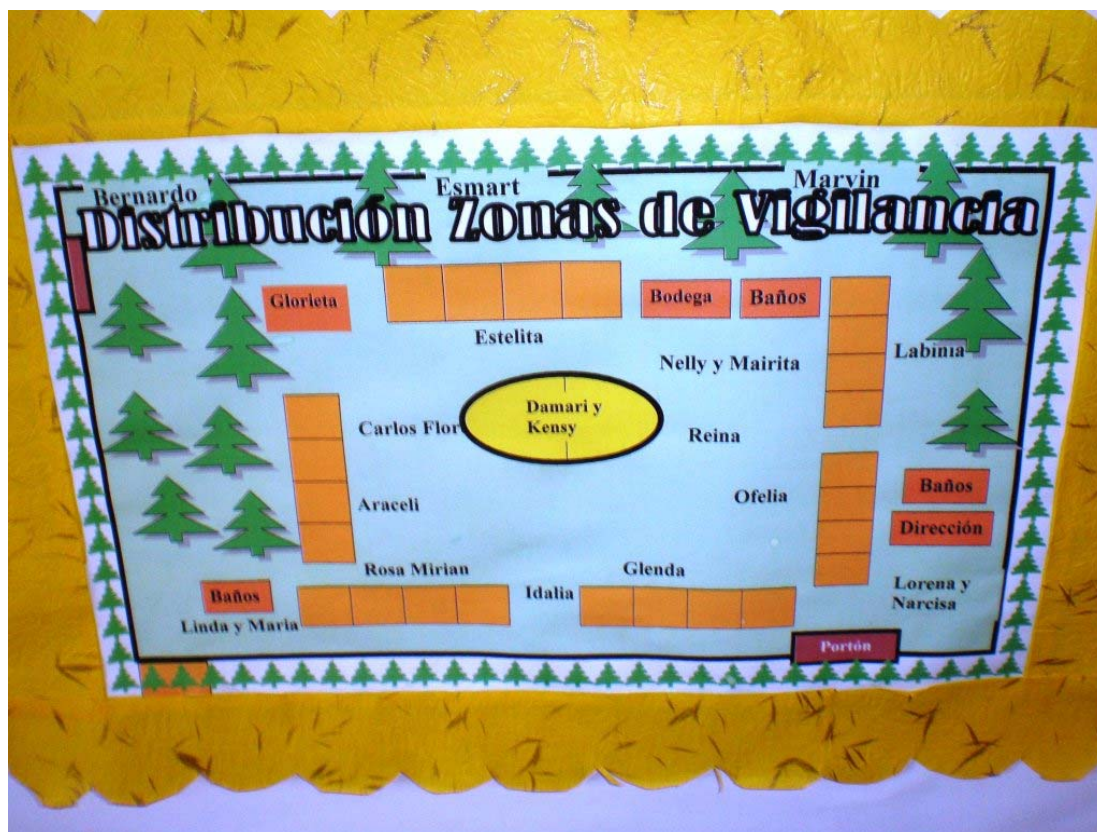 Bernardo
Esmart
Marvin
Distribución Zonas de Vigilancia
Glorieta
Bodega
Baños
Estelita
Nelly y Mairita
Labinia
Damari y
Kensy
Carlos Flor
Reina
Araceli
Ofelia
Baños
Dirección
Rosa Mirian
Glenda
Baños
Idalia
Lorena y
Narcisa
Linda y Maria
Portón